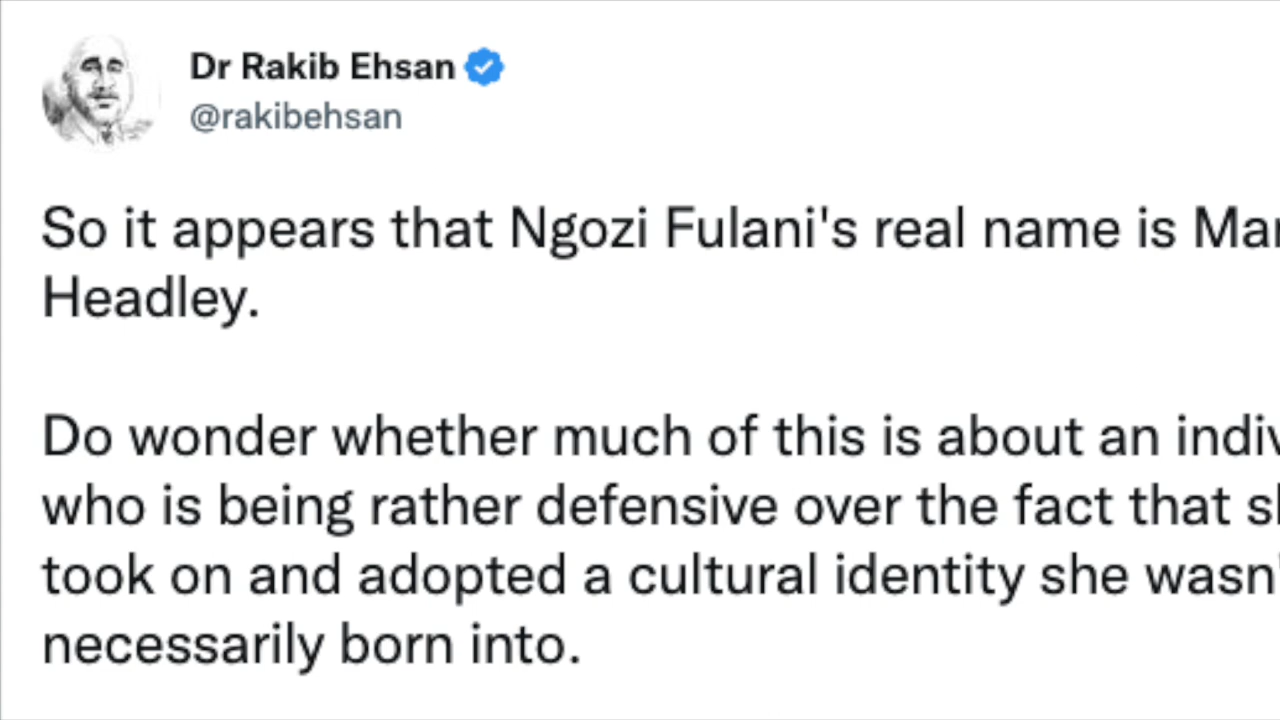 Dr Rakib Ehsan
@rakibehsan
So it appears that Ngozi Fulani's real name is
Headley.
Do wonder whether much of this is about an
who is being rather defensive over the fact that
took on and adopted a cultural identity she
necessarily born into.